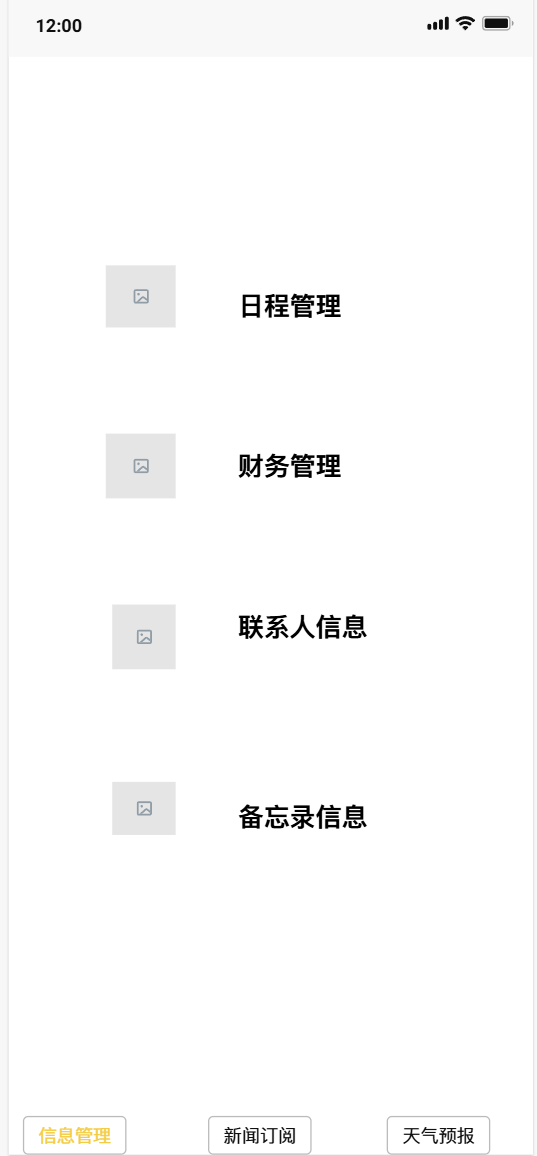 12:00
日程管理
财务管理
联系人信息
备忘录信息
信息管理 新闻订阅 天气预报